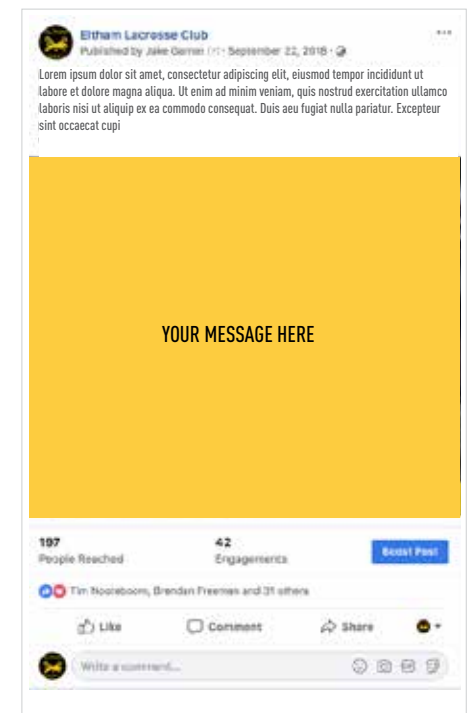 Eltham Lacrosse Club
Published by Jake Garran · September 22, 2018 ·
Lorem ipsum dolor sit amet, consectetur adipiscing elit, eiusmod tempor incididunt ut
labore et dolore magna aliqua. Ut enim ad minim veniam, quis nostrud exercitation ullamco
laboris nisi ut aliquip ex ea commodo consequat. Duis aeu fugiat nulla pariatur. Excepteur
sint occaecat cupi
YOUR MESSAGE HERE
197
People Reached
42
Engagements
Boost Post
Tim Nooteboom, Brendan Freeman and 31 others
Like
Comment
Share
Write a comment...